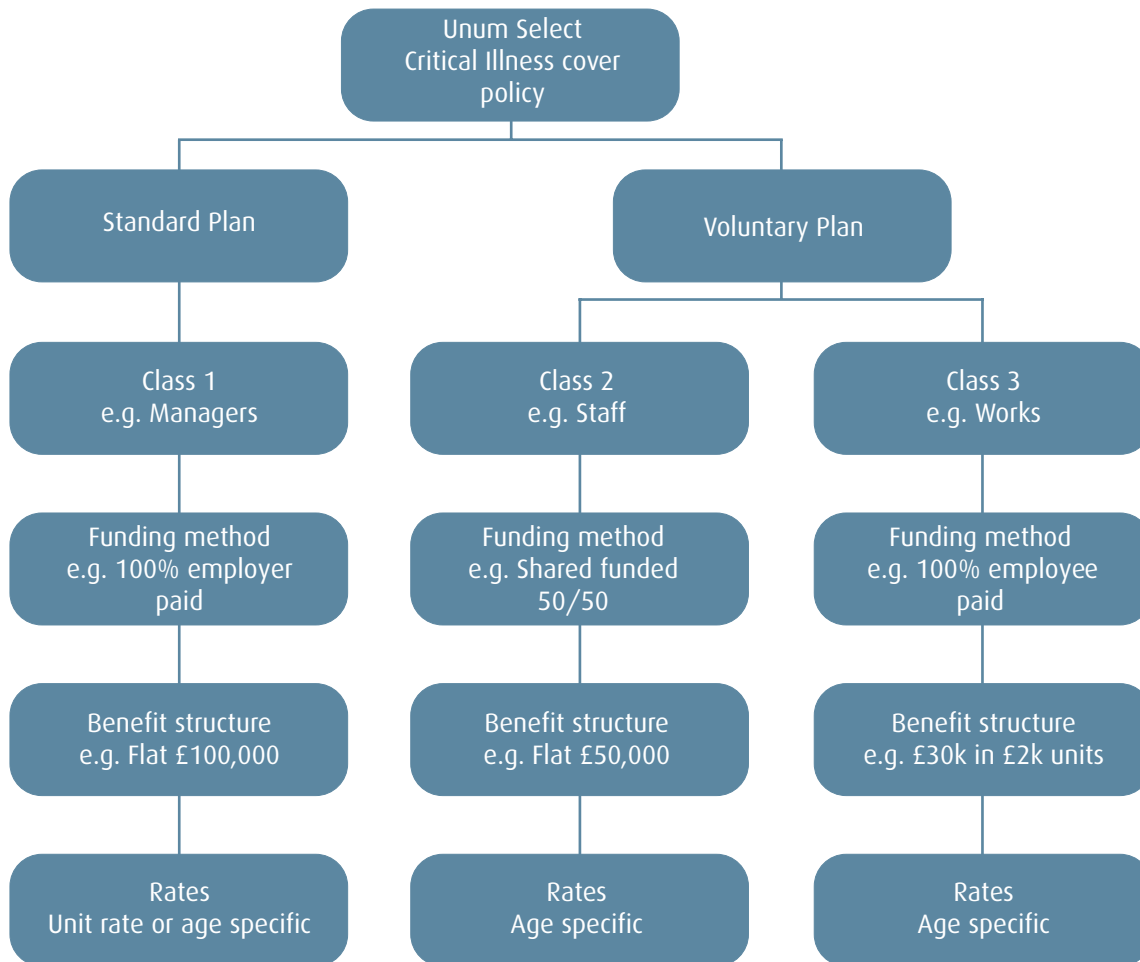 Unum Select
Critical Illness cover
policy
Standard Plan
Voluntary Plan
Class 1
e.g. Managers
Class 2
e.g. Staff
Class 3
e.g. Works
Funding method
e.g. 100% employer
paid
Funding method
e.g. Shared funded
50/50
Funding method
e.g. 100% employee
paid
Benefit structure
e.g. Flat £100,000
Benefit structure
e.g. Flat £50,000
Benefit structure
e.g. £30k in £2k units
Rates
Unit rate or age specific
Rates
Age specific
Rates
Age specific